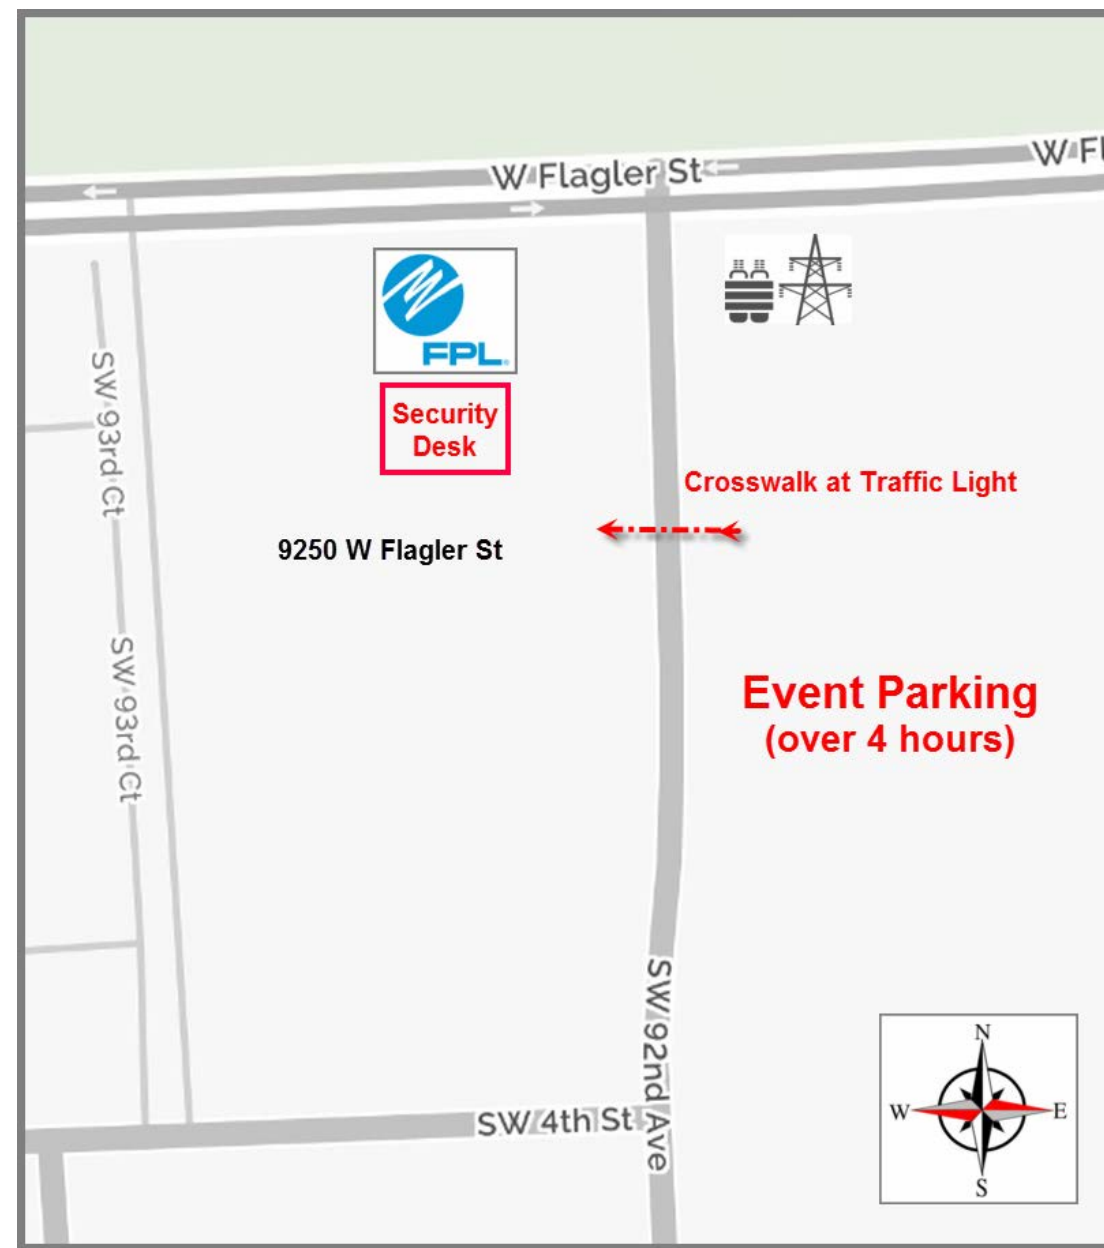 W Flagler St
W Fl
FPL.
SW 93rd Ct
Security
Desk
Crosswalk at Traffic Light
9250 W Flagler St
SW 93rd Ct
Event Parking
(over 4 hours)
SW 92nd Ave
SW 4th St
N
W
E
S